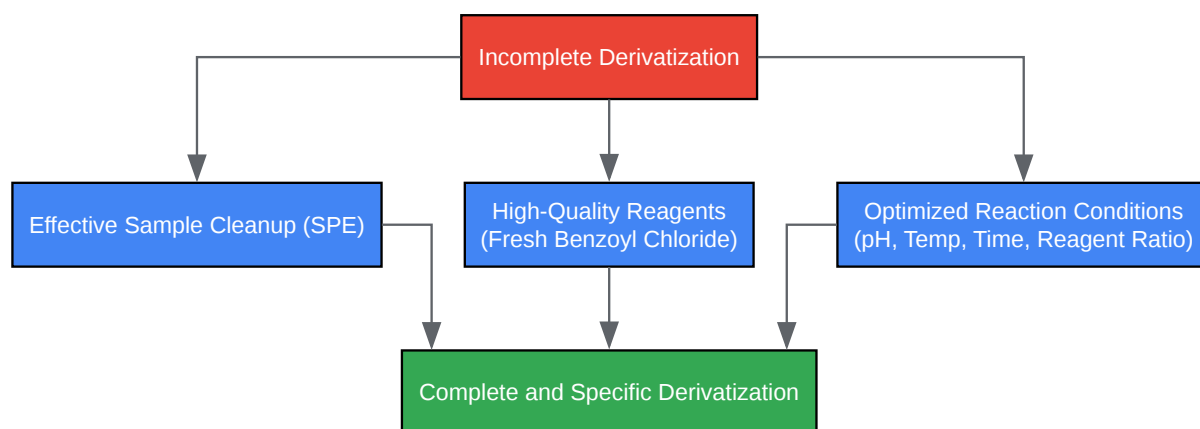 Incomplete Derivatization
Effective Sample Cleanup (SPE)
High-Quality Reagents
(Fresh Benzoyl Chloride)
Optimized Reaction Conditions
(pH, Temp, Time, Reagent Ratio)
Complete and Specific Derivatization